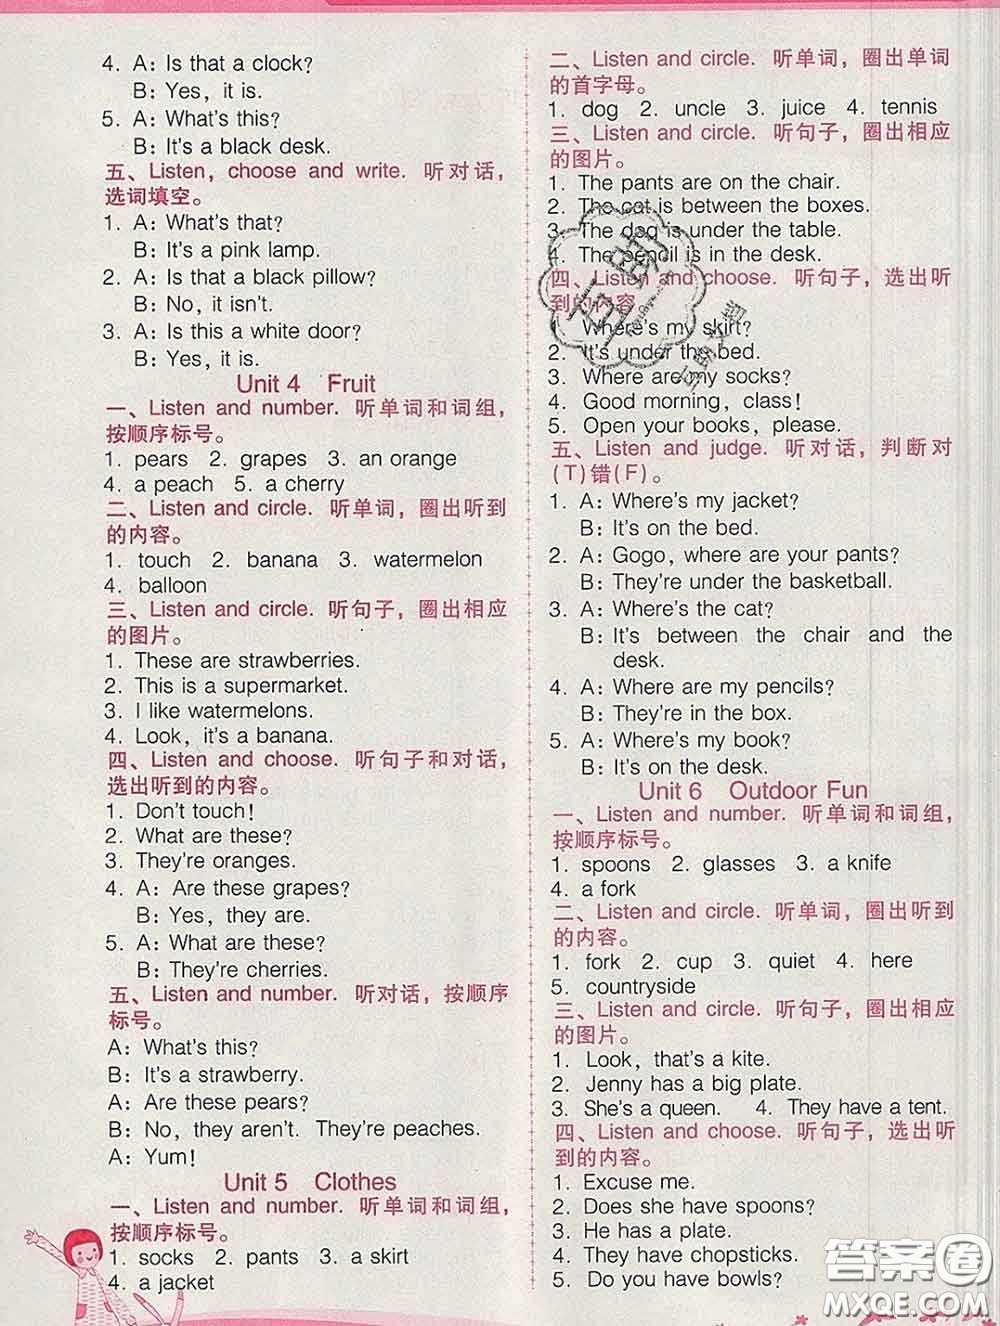 4. A: Is that a clock?
B: Yes, it is.
5. A: What's this?
B: It's a black desk.
五、Listen, choose and write. 听对话，
选词填空。
1. A: What's that?
B: It's a pink lamp.
2. A: Is that a black pillow?
B: No, it isn't.
3. A: Is this a white door?
B: Yes, it is.
Unit 4 Fruit
一、Listen and number. 听单词和词组，
按顺序标号。
1. pears 2. grapes 3. an orange
4. a peach 5. a cherry
二、Listen and circle. 听单词，圈出听到
的内容。
1. touch 2. banana 3. watermelon
4. balloon
三、Listen and circle. 听句子，圈出相应
的图片。
1. These are strawberries.
2. This is a supermarket.
3. I like watermelons.
4. Look, it's a banana.
四、Listen and choose. 听句子和对话，
选出听到的内容。
1. Don't touch!
2. What are these?
3. They're oranges.
4. A: Are these grapes?
B: Yes, they are.
5. A: What are these?
B: They're cherries.
五、Listen and number. 听对话，按顺序
标号。
A: What's this?
B: It's a strawberry.
A: Are these pears?
B: No, they aren't. They're peaches.
A: Yum!
Unit 5 Clothes
一、Listen and number. 听单词和词组，
按顺序标号。
1. socks 2. pants 3. a skirt
4. a jacket
二、Listen and circle. 听单词，圈出单词
的首字母。
1. dog 2. uncle 3. juice 4. tennis
三、Listen and circle. 听句子，圈出相应
的图片。
1. The pants are on the chair.
2. The cat is between the boxes.
3. The dog is under the table.
4. The pencil is in the desk.
四、Listen and choose. 听句子，选出听
到的内容。
1. Where's my skirt?
2. It's under the bed.
3. Where are my socks?
4. Good morning, class!
5. Open your books, please.
五、Listen and judge. 听对话，判断对
(T)错(F)。
1. A: Where's my jacket?
B: It's on the bed.
2. A: Gogo, where are your pants?
B: They're under the basketball.
3. A: Where's the cat?
B: It's between the chair and the
desk.
4. A: Where are my pencils?
B: They're in the box.
5. A: Where's my book?
B: It's on the desk.
Unit 6 Outdoor Fun
一、Listen and number. 听单词和词组，
按顺序标号。
1. spoons 2. glasses 3. a knife
4. a fork
二、Listen and circle. 听单词，圈出听到
的内容。
1. fork 2. cup 3. quiet 4. here
5. countryside
三、Listen and circle. 听句子，圈出相应
的图片。
1. Look, that's a kite.
2. Jenny has a big plate.
3. She's a queen. 4. They have a tent.
四、Listen and choose. 听句子，选出听
到的内容。
1. Excuse me.
2. Does she have spoons?
3. He has a plate.
4. They have chopsticks.
5. Do you have bowls?
答案圈
MXQE.COM